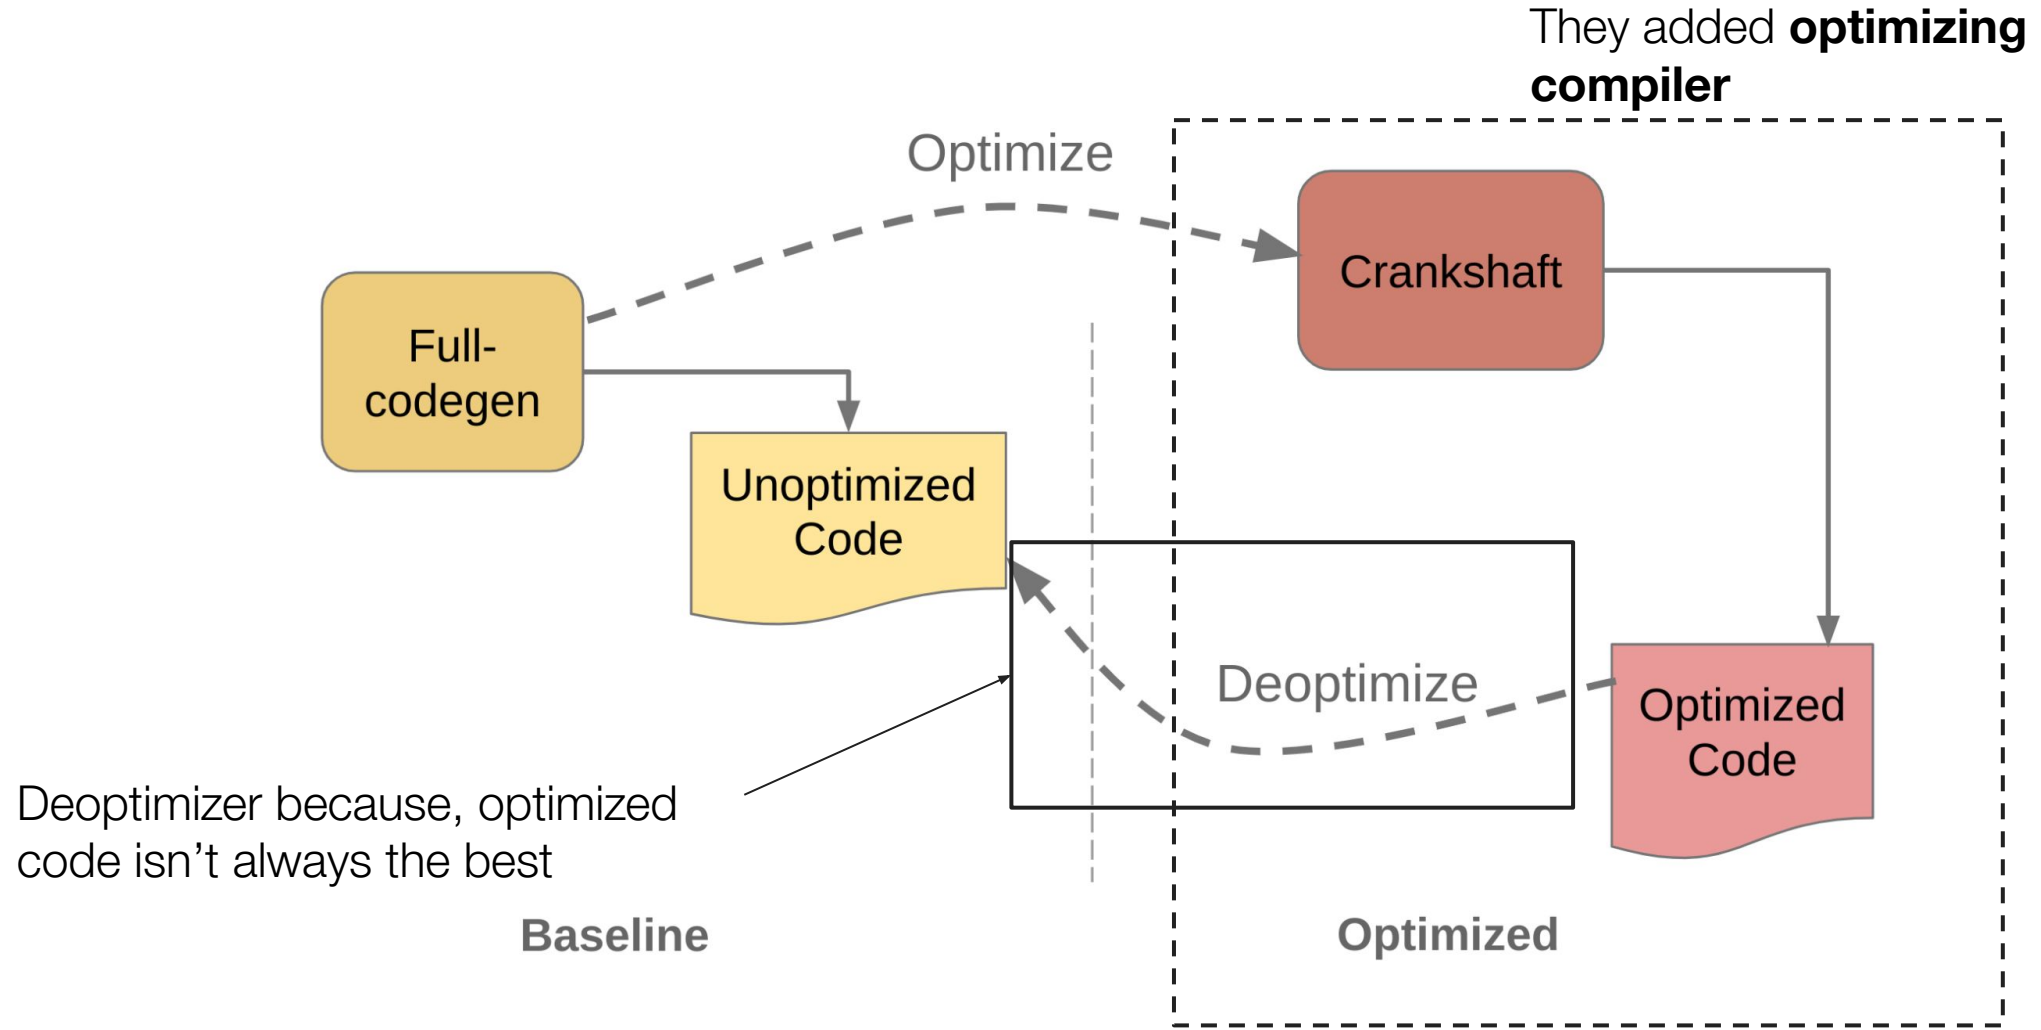 They added optimizing
compiler
Optimize
Crankshaft
Full-
codegen
Unoptimized
Code
Deoptimize
Optimized
Code
Deoptimizer because, optimized
code isn’t always the best
Baseline
Optimized